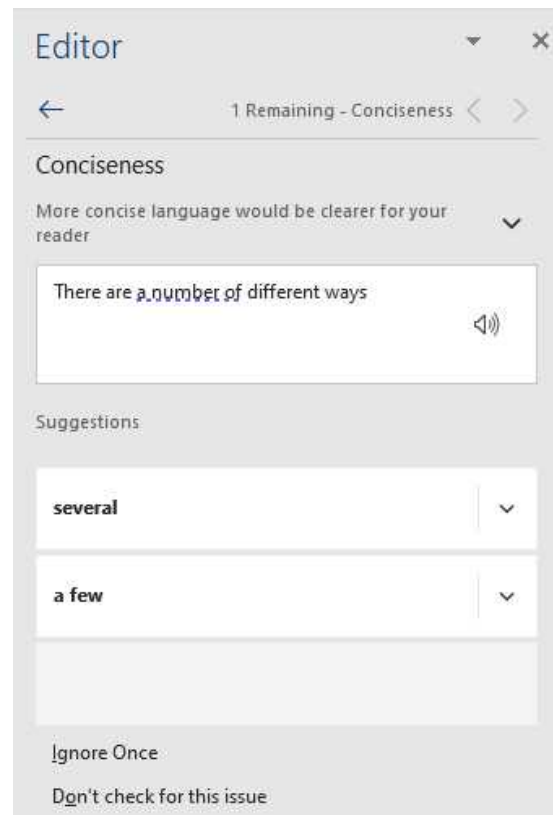 Editor
1 Remaining - Conciseness
Conciseness
More concise language would be clearer for your
reader
There are a number of different ways
Suggestions
several
a few
Ignore Once
Don't check for this issue